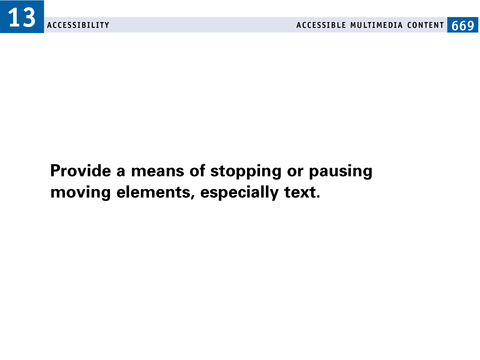 13 ACCESSIBILITY ACCESSIBLE MULTIMEDIA CONTENT 669
Provide a means of stopping or pausing
moving elements, especially text.